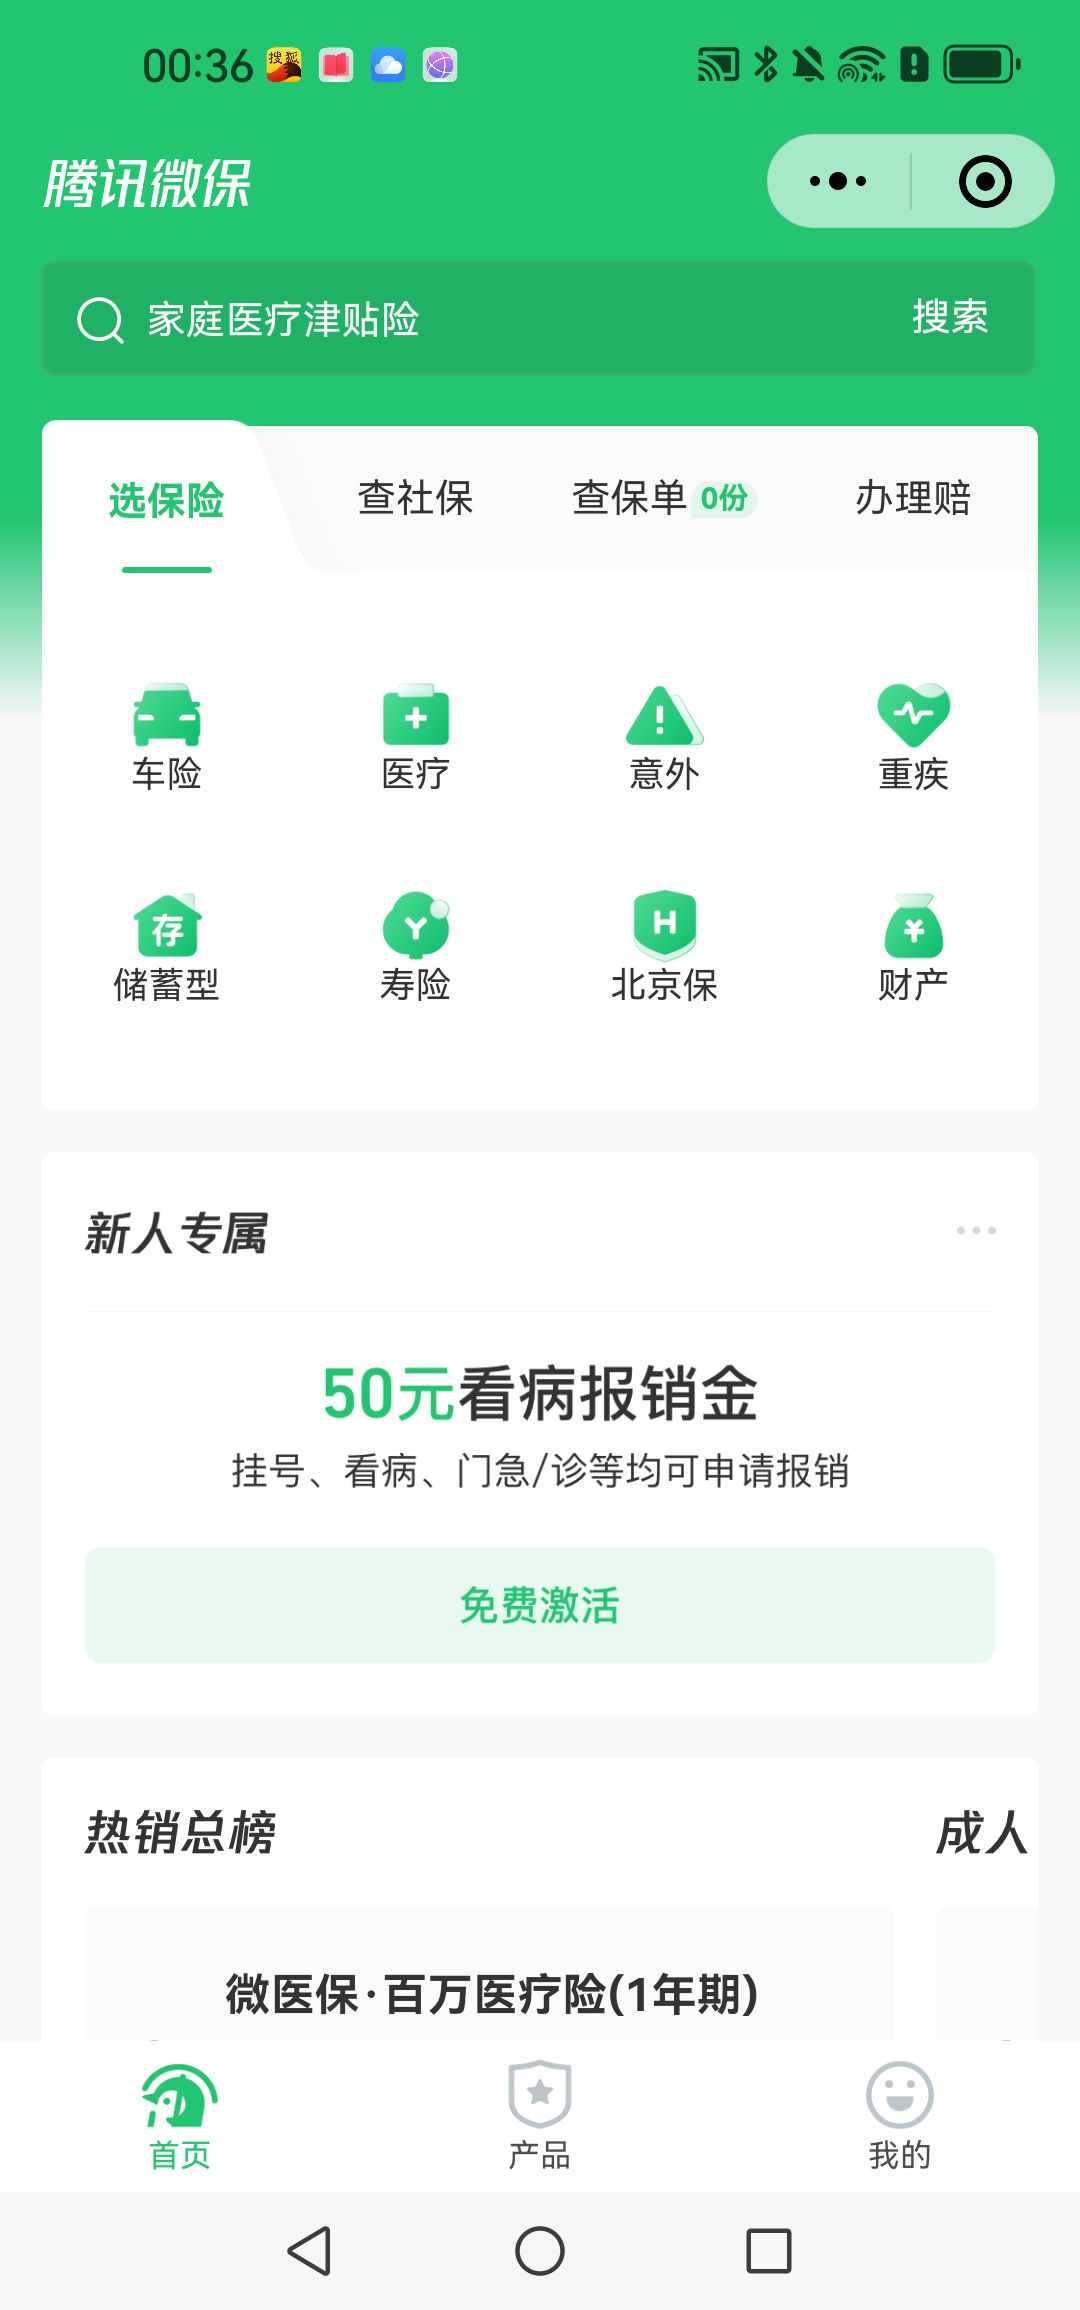 00:36
搜狐
腾讯微保
家庭医疗津贴险 搜索
选保险 查社保 查保单 0份 办理赔
车险 医疗 意外 重疾
存 Y H ¥
储蓄型 寿险 北京保 财产
新人专属
50元看病报销金
挂号、看病、门急/诊等均可申请报销
免费激活
热销总榜 成人
微医保·百万医疗险(1年期)
首页 产品 我的